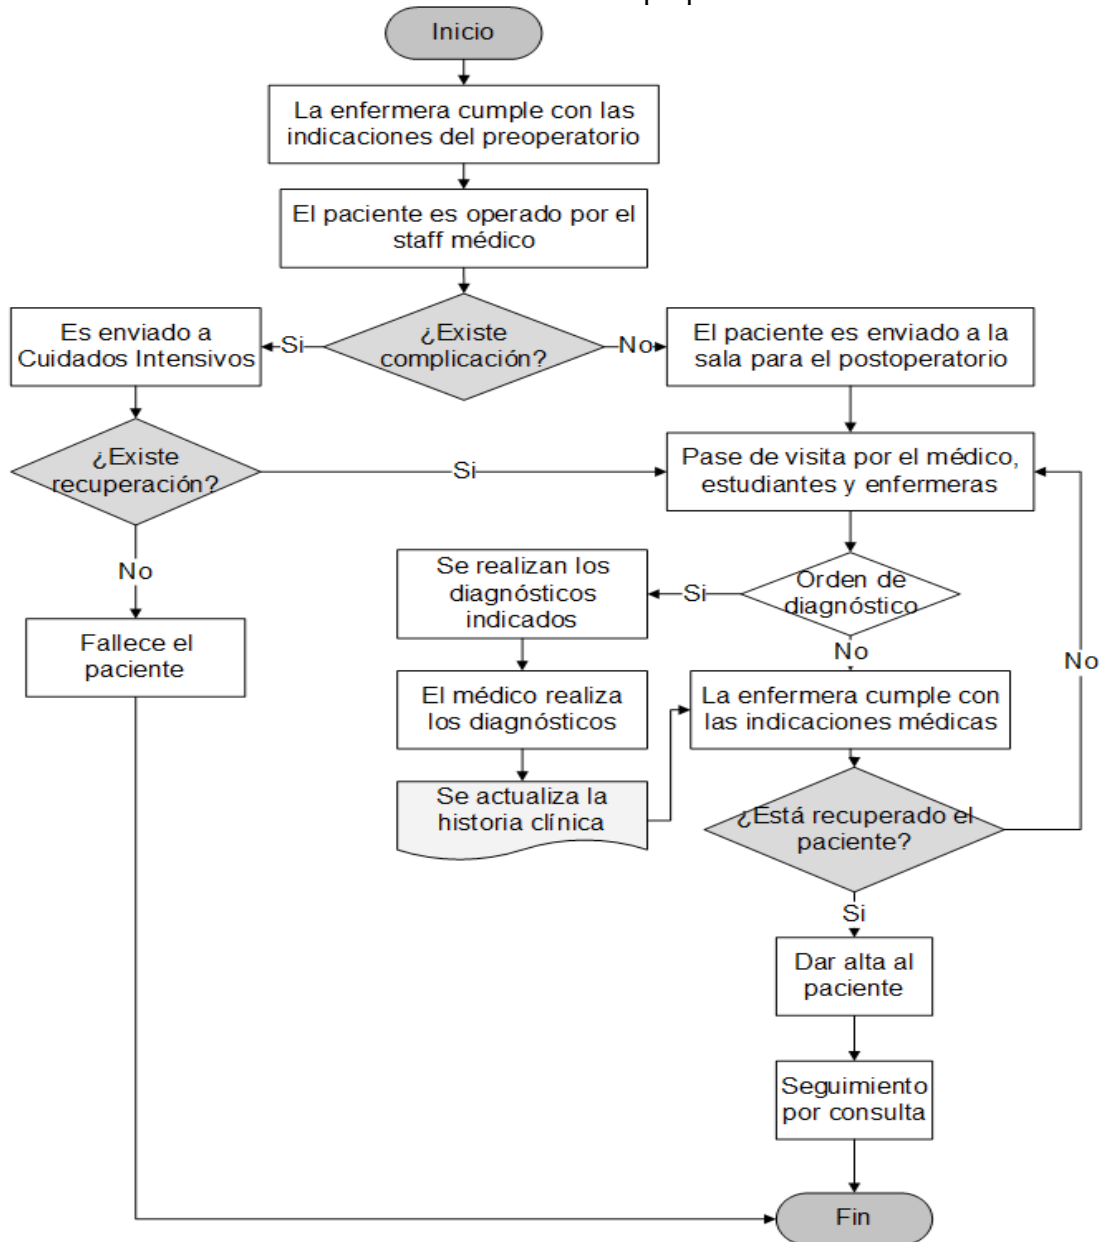 Inicio
La enfermera cumple con las
indicaciones del preoperatorio
El paciente es operado por el
staff médico
¿Existe
complicación?
Si
No
Es enviado a
Cuidados Intensivos
El paciente es enviado a la
sala para el postoperatorio
¿Existe
recuperación?
Si
Pase de visita por el médico,
estudiantes y enfermeras
No
Orden de
diagnóstico
Si
Se realizan los
diagnósticos
indicados
No
No
Fallece el
paciente
El médico realiza
los diagnósticos
La enfermera cumple con
las indicaciones médicas
Se actualiza la
historia clínica
¿Está recuperado el
paciente?
Si
Dar alta al
paciente
Seguimiento
por consulta
Fin